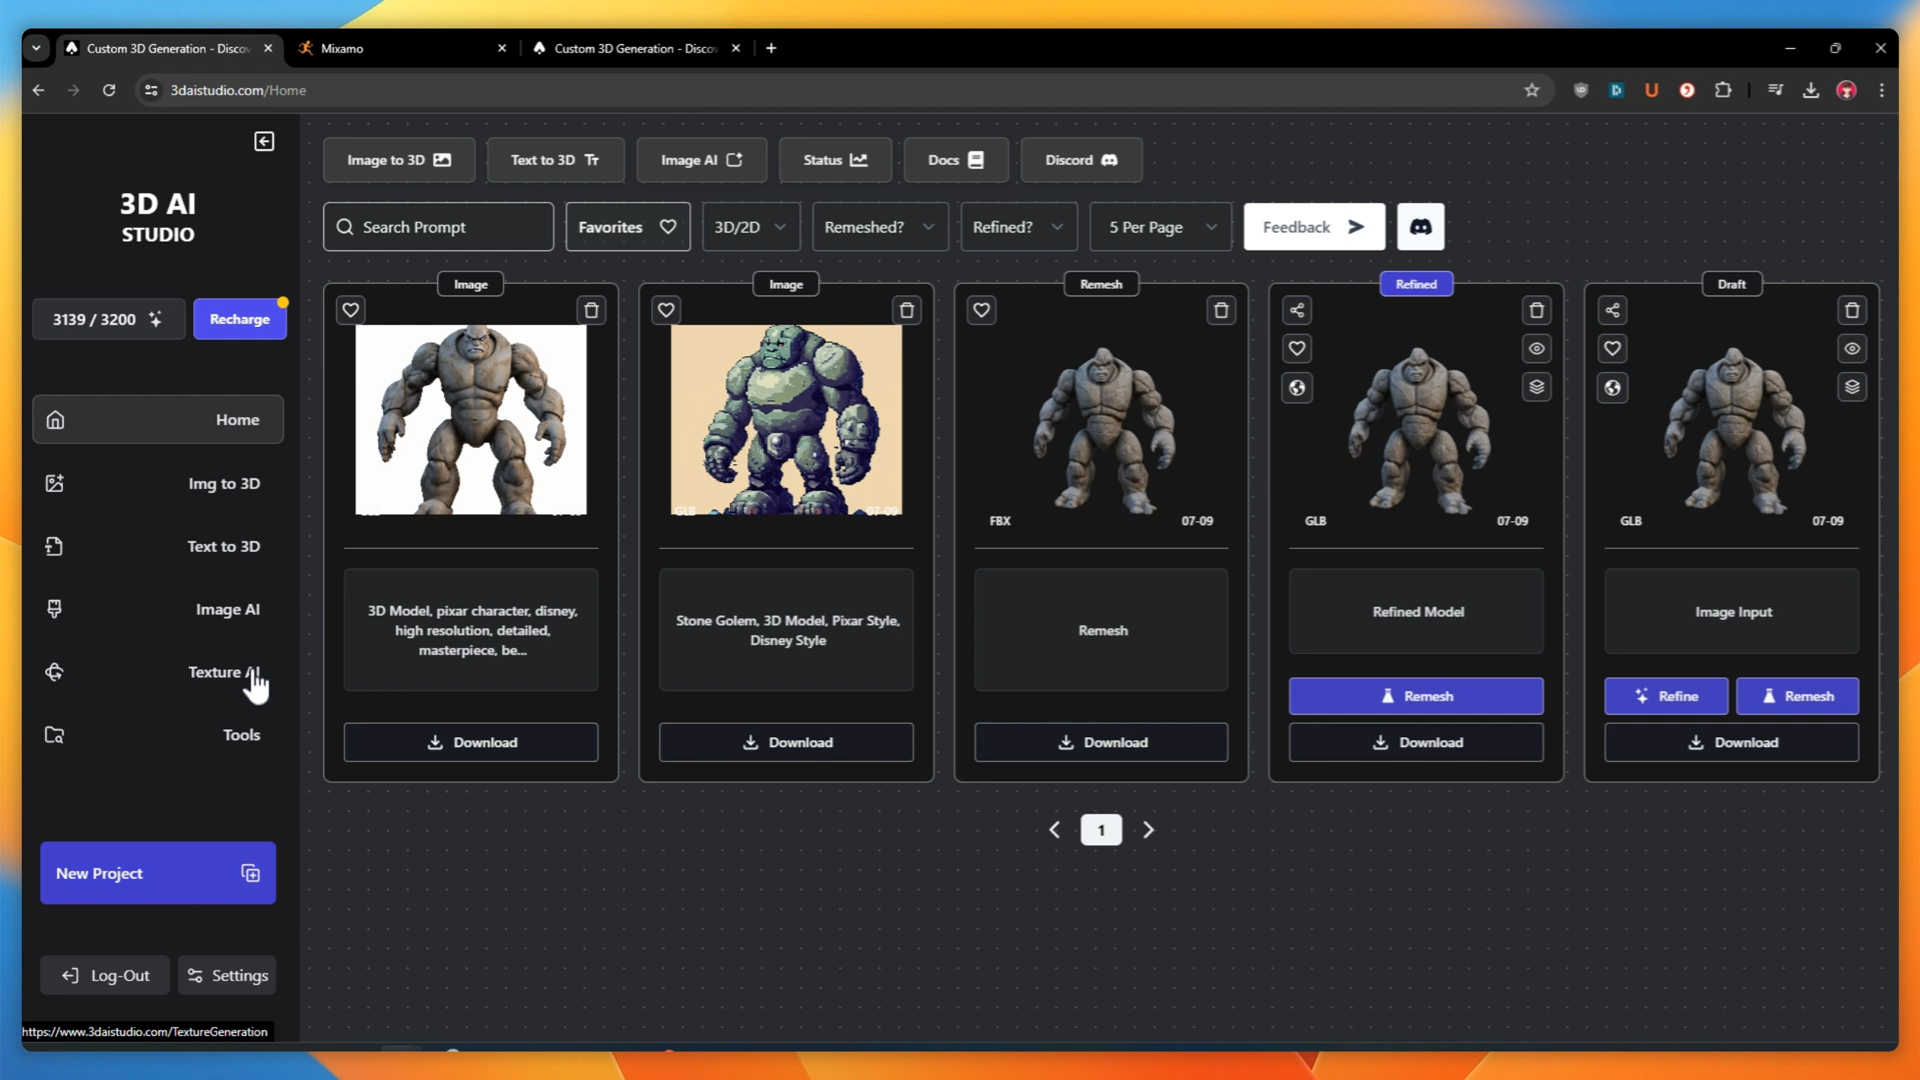 Custom 3D Generation - Disco
Mixamo
Custom 3D Generation - Disco
3daistudio.com/Home
3D AI
STUDIO
3139 / 3200
Recharge
Home
Img to 3D
Text to 3D
Image AI
Texture AI
Tools
New Project
Log-Out
Settings
https://www.3daistudio.com/TextureGeneration
Image to 3D
Text to 3D
Image AI
Status
Docs
Discord
Search Prompt
Favorites
3D/2D
Remeshed?
Refined?
5 Per Page
Feedback
Image
3D Model, pixar character, disney,
high resolution, detailed,
masterpiece, be...
Download
Image
GLB
07-09
Stone Golem, 3D Model, Pixar Style,
Disney Style
Download
Remesh
FBX
07-09
Remesh
Download
Refined
GLB
07-09
Refined Model
Remesh
Download
Draft
GLB
07-09
Image Input
Refine
Remesh
Download
1